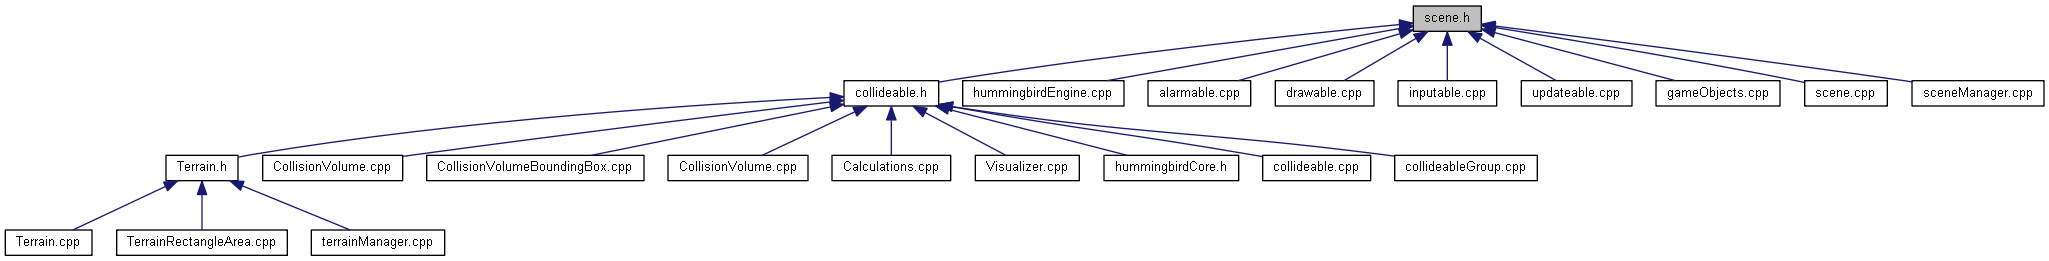 scene.h
collideable.h
hummingbirdEngine.cpp
alarmable.cpp
drawable.cpp
inputable.cpp
updateable.cpp
gameObjects.cpp
scene.cpp
sceneManager.cpp
Terrain.h
CollisionVolume.cpp
CollisionVolumeBoundingBox.cpp
CollisionVolume.cpp
Calculations.cpp
Visualizer.cpp
hummingbirdCore.h
collideable.cpp
collideableGroup.cpp
Terrain.cpp
TerrainRectangleArea.cpp
terrainManager.cpp